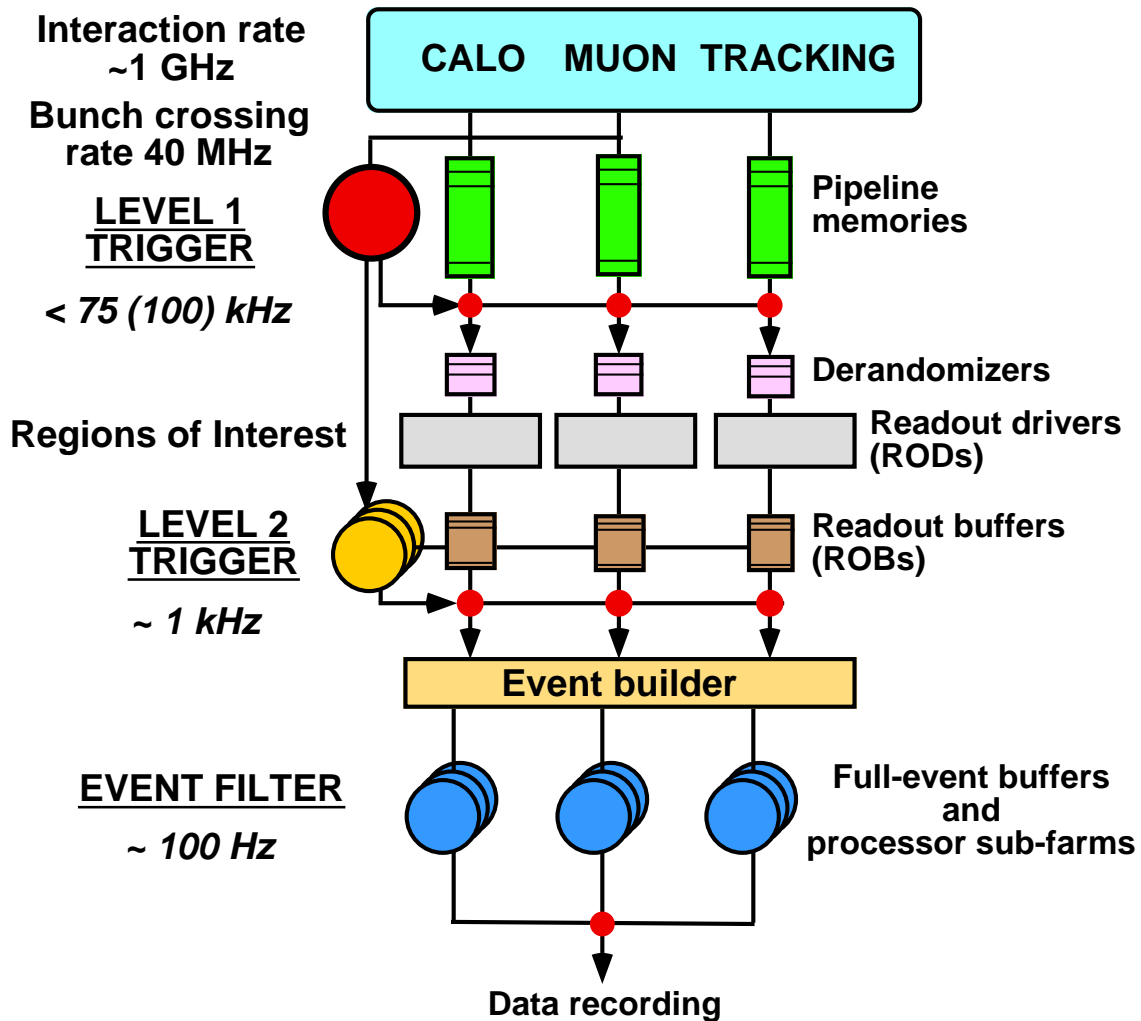 Interaction rate
~1 GHz
CALO MUON TRACKING
Bunch crossing
rate 40 MHz
LEVEL 1
TRIGGER
< 75 (100) kHz
Pipeline
memories
Derandomizers
Regions of Interest
Readout drivers
(RODs)
LEVEL 2
TRIGGER
~ 1 kHz
Readout buffers
(ROBs)
Event builder
EVENT FILTER
~ 100 Hz
Full-event buffers
and
processor sub-farms
Data recording